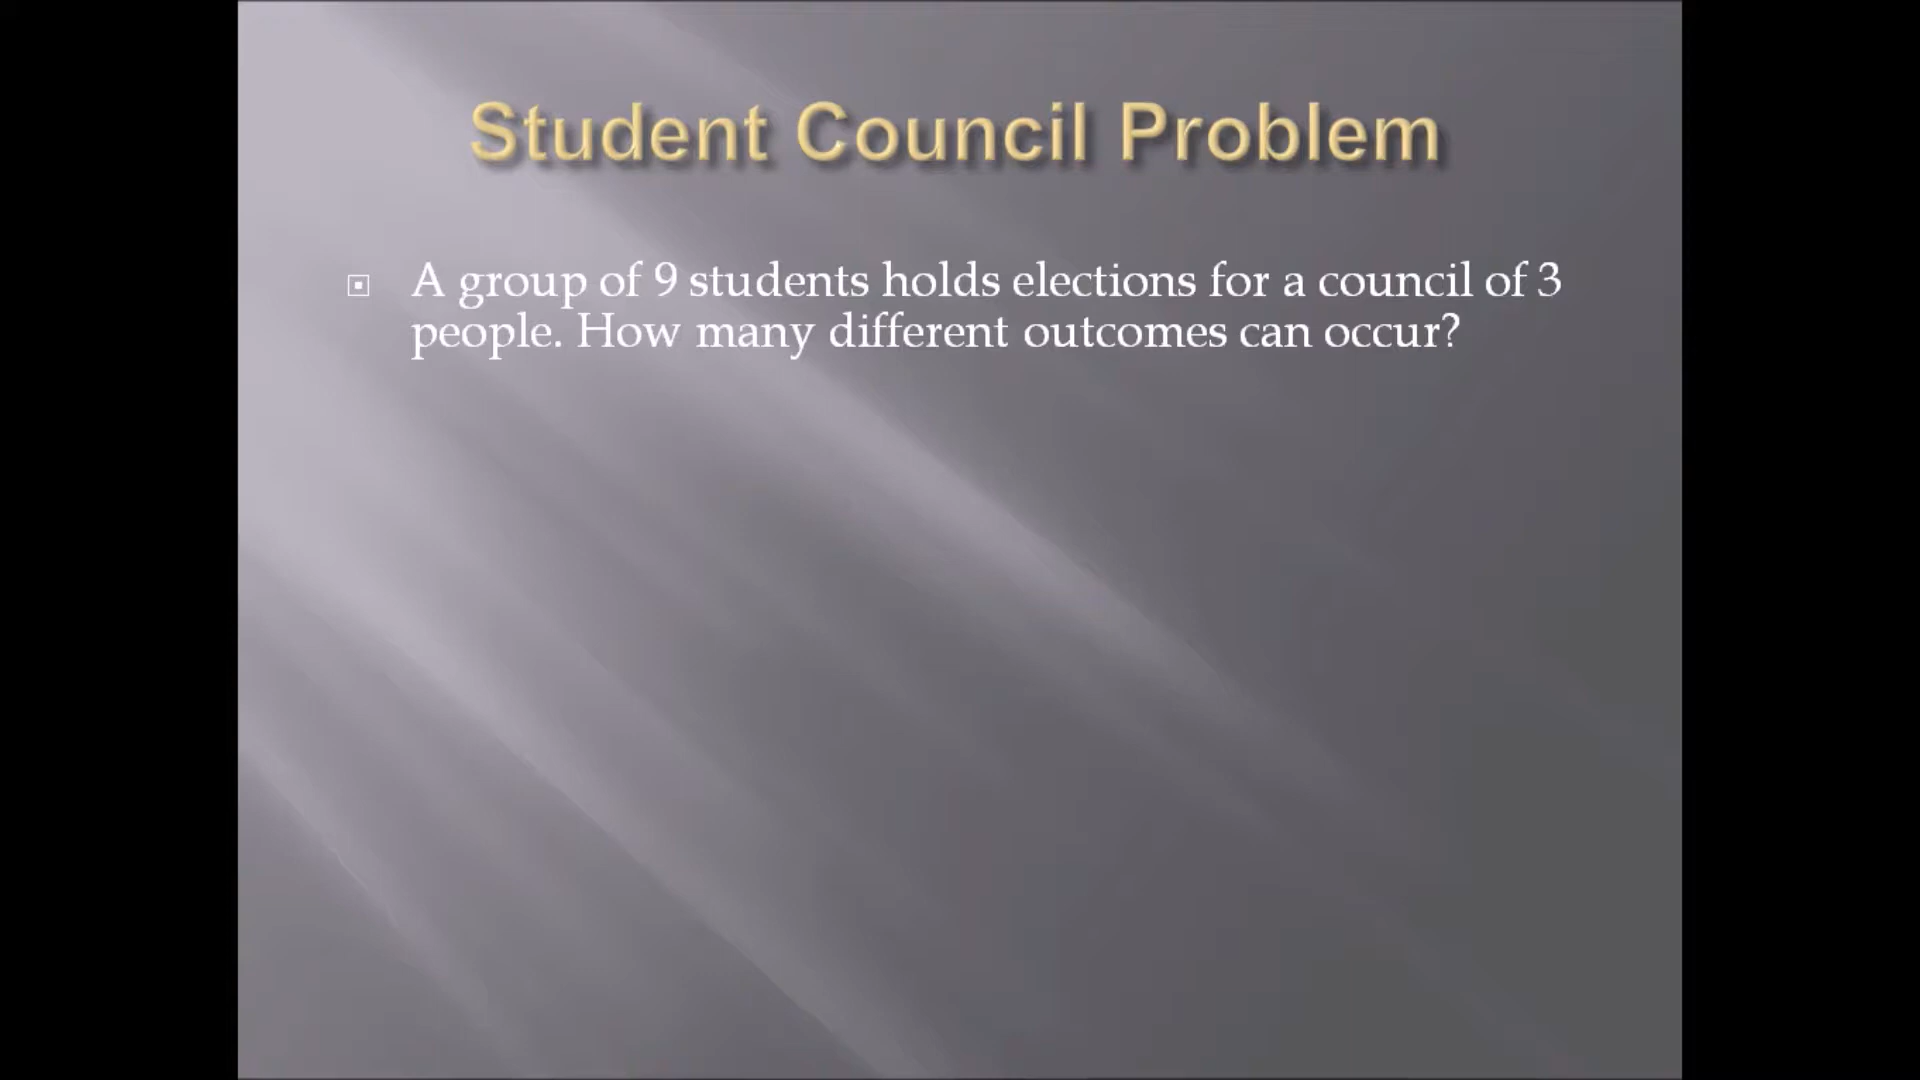 Student Council Problem
A group of 9 students holds elections for a council of 3
people. How many different outcomes can occur?